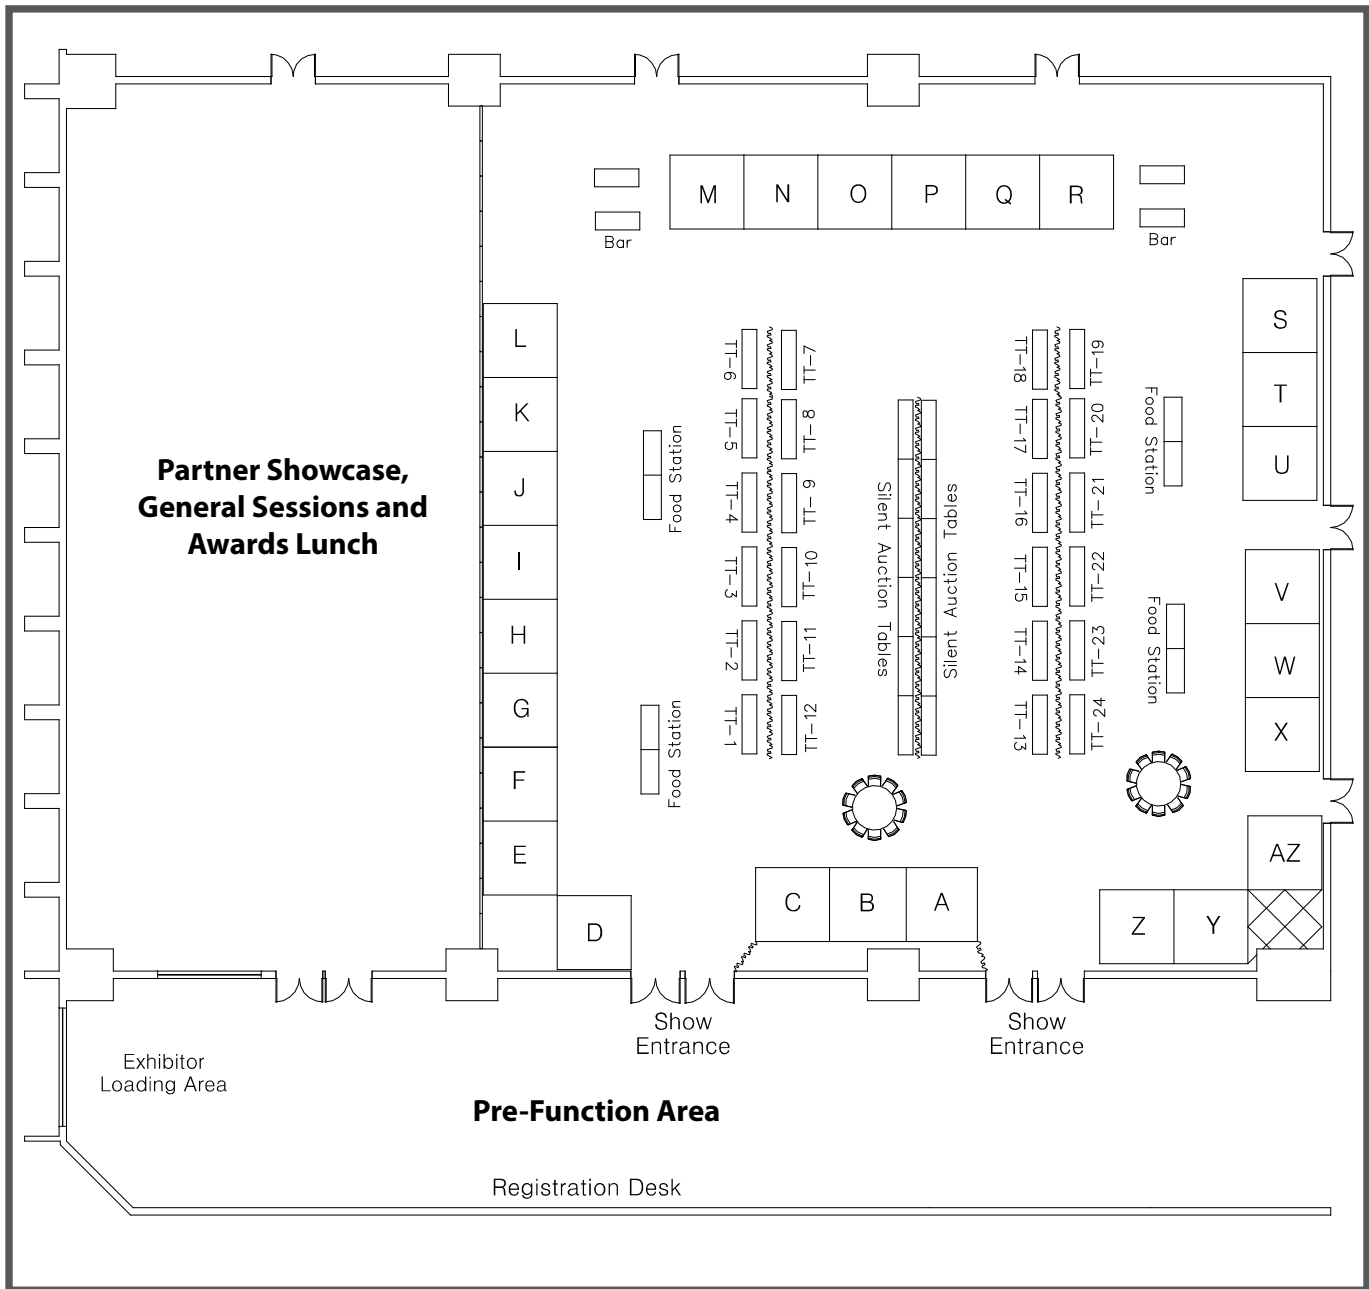 M
N
O
P
Q
R
Bar
Bar
S
T
U
L
K
J
I
H
G
F
E
D
Partner Showcase,
General Sessions and
Awards Lunch
Food Station
Food Station
TT-6
TT-5
TT-4
TT-3
TT-2
TT-1
TT-7
TT-8
TT-9
TT-10
TT-11
TT-12
Silent Auction Tables
Silent Auction Tables
TT-18
TT-17
TT-16
TT-15
TT-14
TT-13
TT-19
TT-20
TT-21
TT-22
TT-23
TT-24
Food Station
Food Station
V
W
X
AZ
C
B
A
Z
Y
Show
Entrance
Show
Entrance
Exhibitor
Loading Area
Pre-Function Area
Registration Desk